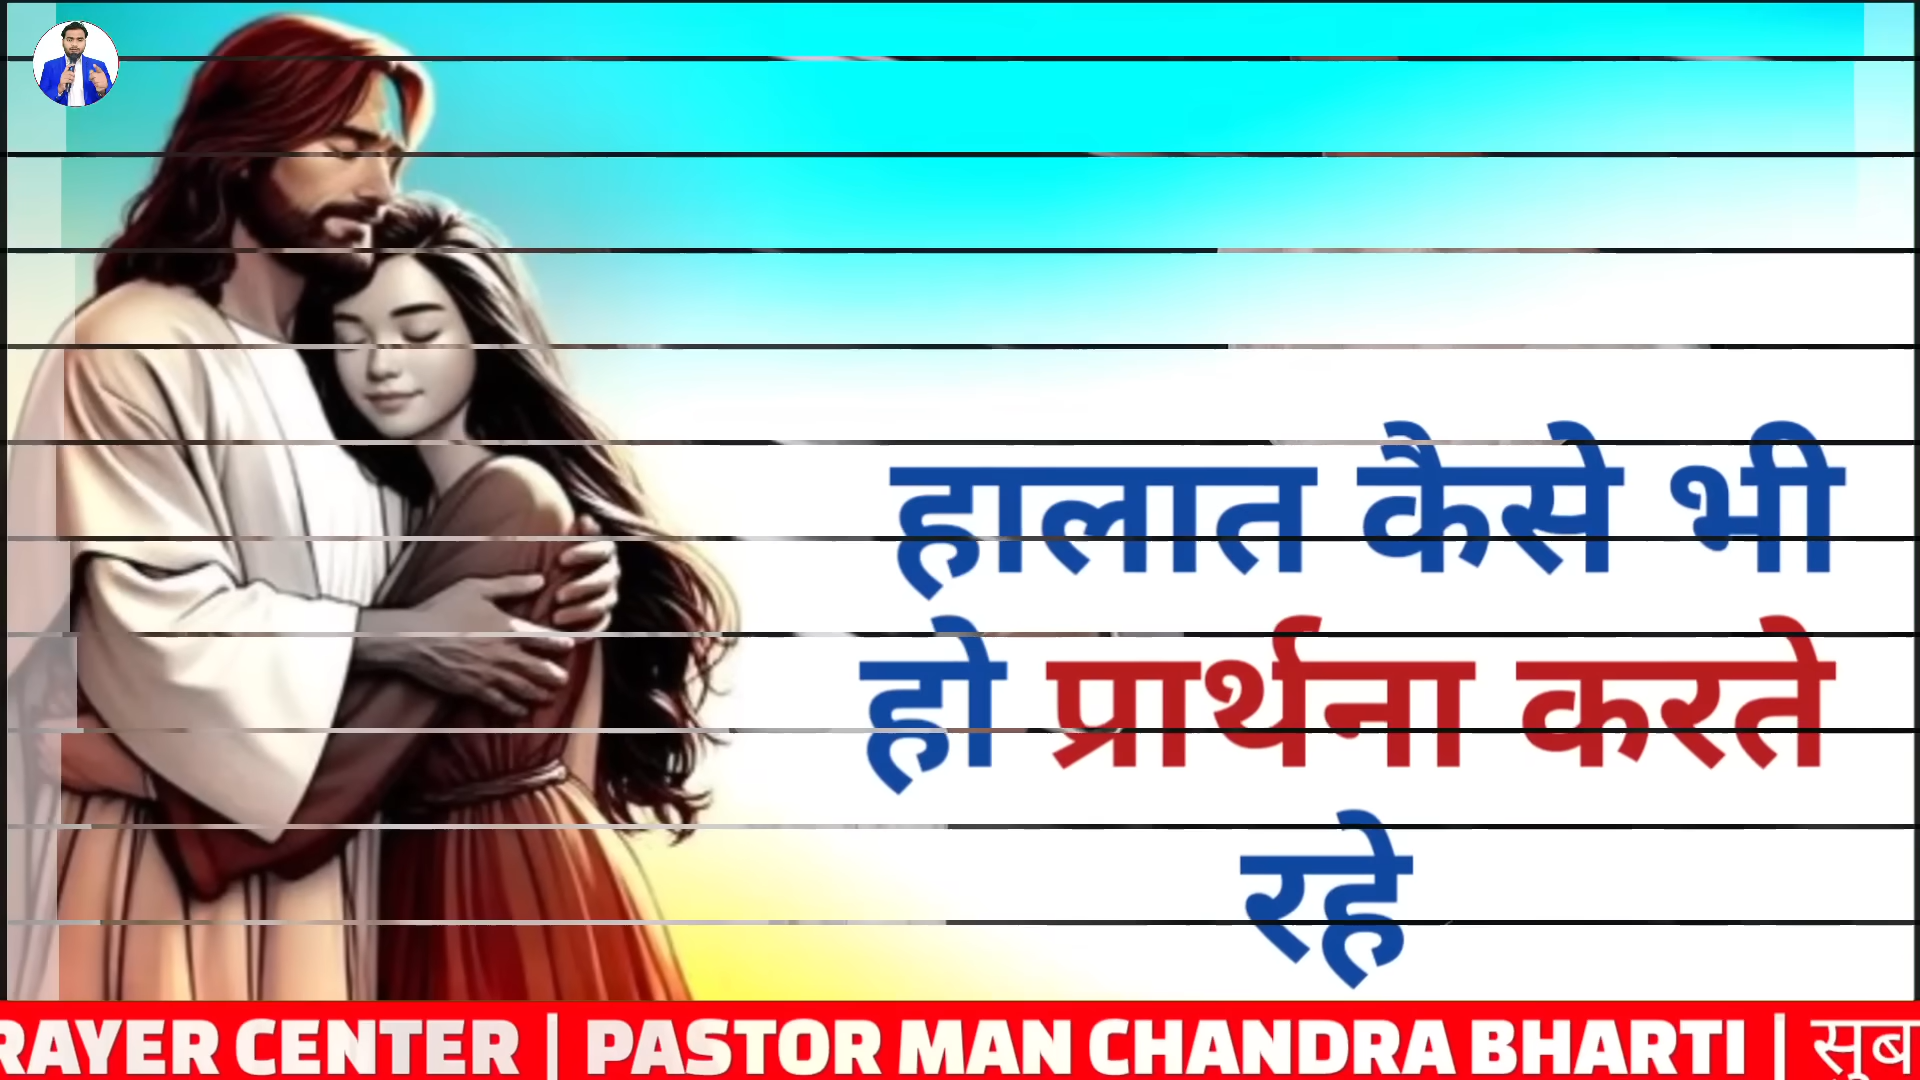 हालात कैसे भी
हो प्रार्थना करते
रहे
RAYER CENTER | PASTOR MAN CHANDRA BHARTI | सुब